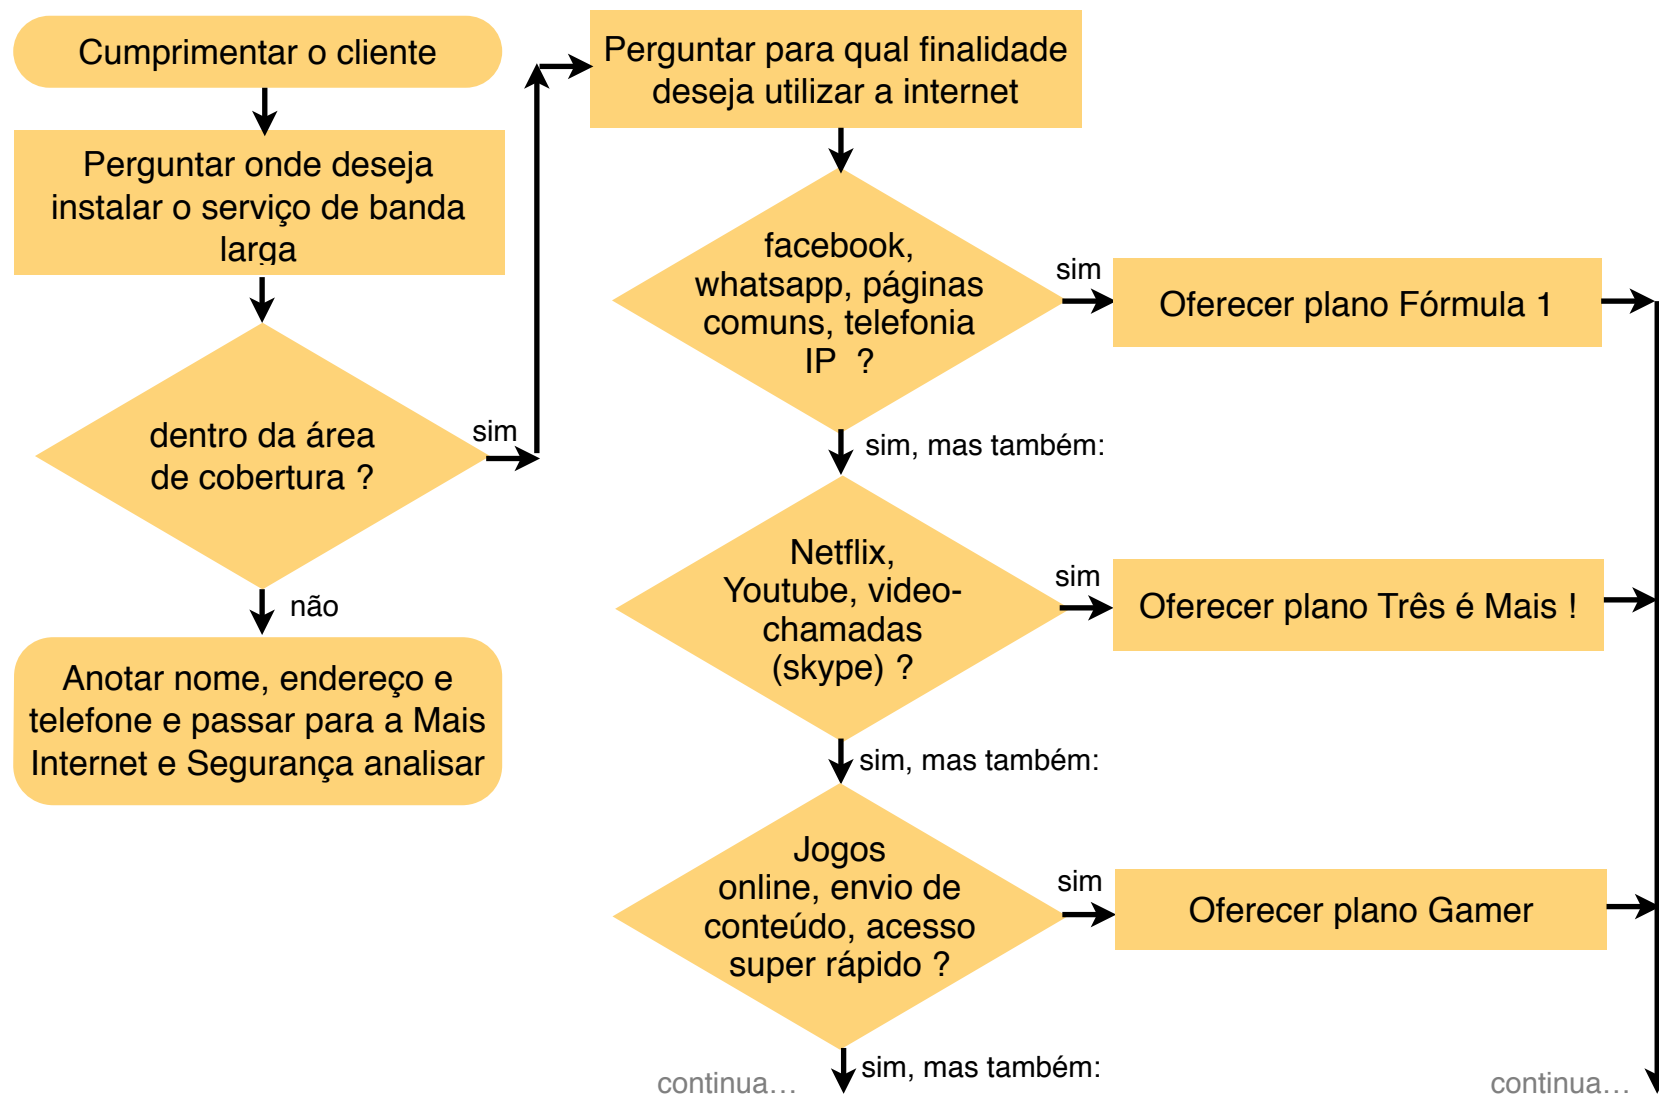 Cumprimentar o cliente
Perguntar onde deseja
instalar o serviço de banda
larga
dentro da área
de cobertura ?
sim
não
Anotar nome, endereço e
telefone e passar para a Mais
Internet e Segurança analisar
Perguntar para qual finalidade
deseja utilizar a internet
facebook,
whatsapp, páginas
comuns, telefonia
IP ?
sim
Oferecer plano Fórmula 1
sim, mas também:
Netflix,
Youtube, video-
chamadas
(skype) ?
sim
Oferecer plano Três é Mais !
sim, mas também:
Jogos
online, envio de
conteúdo, acesso
super rápido ?
sim
Oferecer plano Gamer
sim, mas também:
continua...
continua...